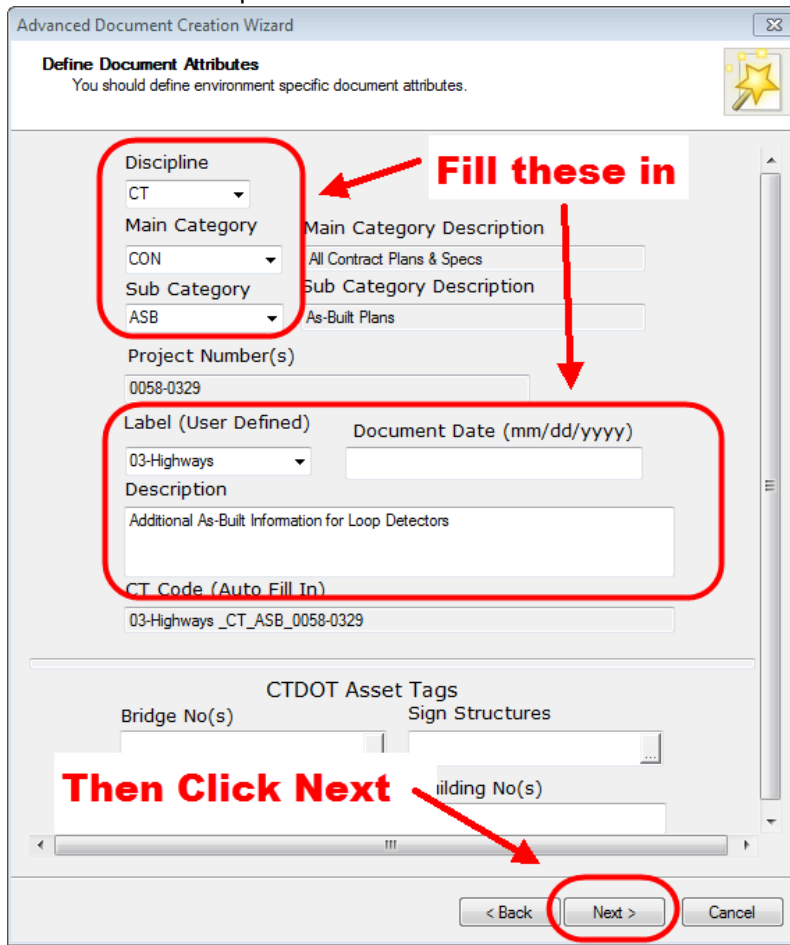 Advanced Document Creation Wizard
Define Document Attributes
You should define environment specific document attributes.
Fill these in
Discipline
CT
Main Category
Main Category Description
CON
All Contract Plans & Specs
Sub Category
Sub Category Description
ASB
As-Built Plans
Project Number(s)
0058-0329
Label (User Defined)
Document Date (mm/dd/yyyy)
03-Highways
Description
Additional As-Built Information for Loop Detectors
CT Code (Auto Fill In)
03-Highways _CT_ASB_0058-0329
CTDOT Asset Tags
Bridge No(s)
Sign Structures
...
Then Click Next
uilding No(s)
< Back
Next >
Cancel